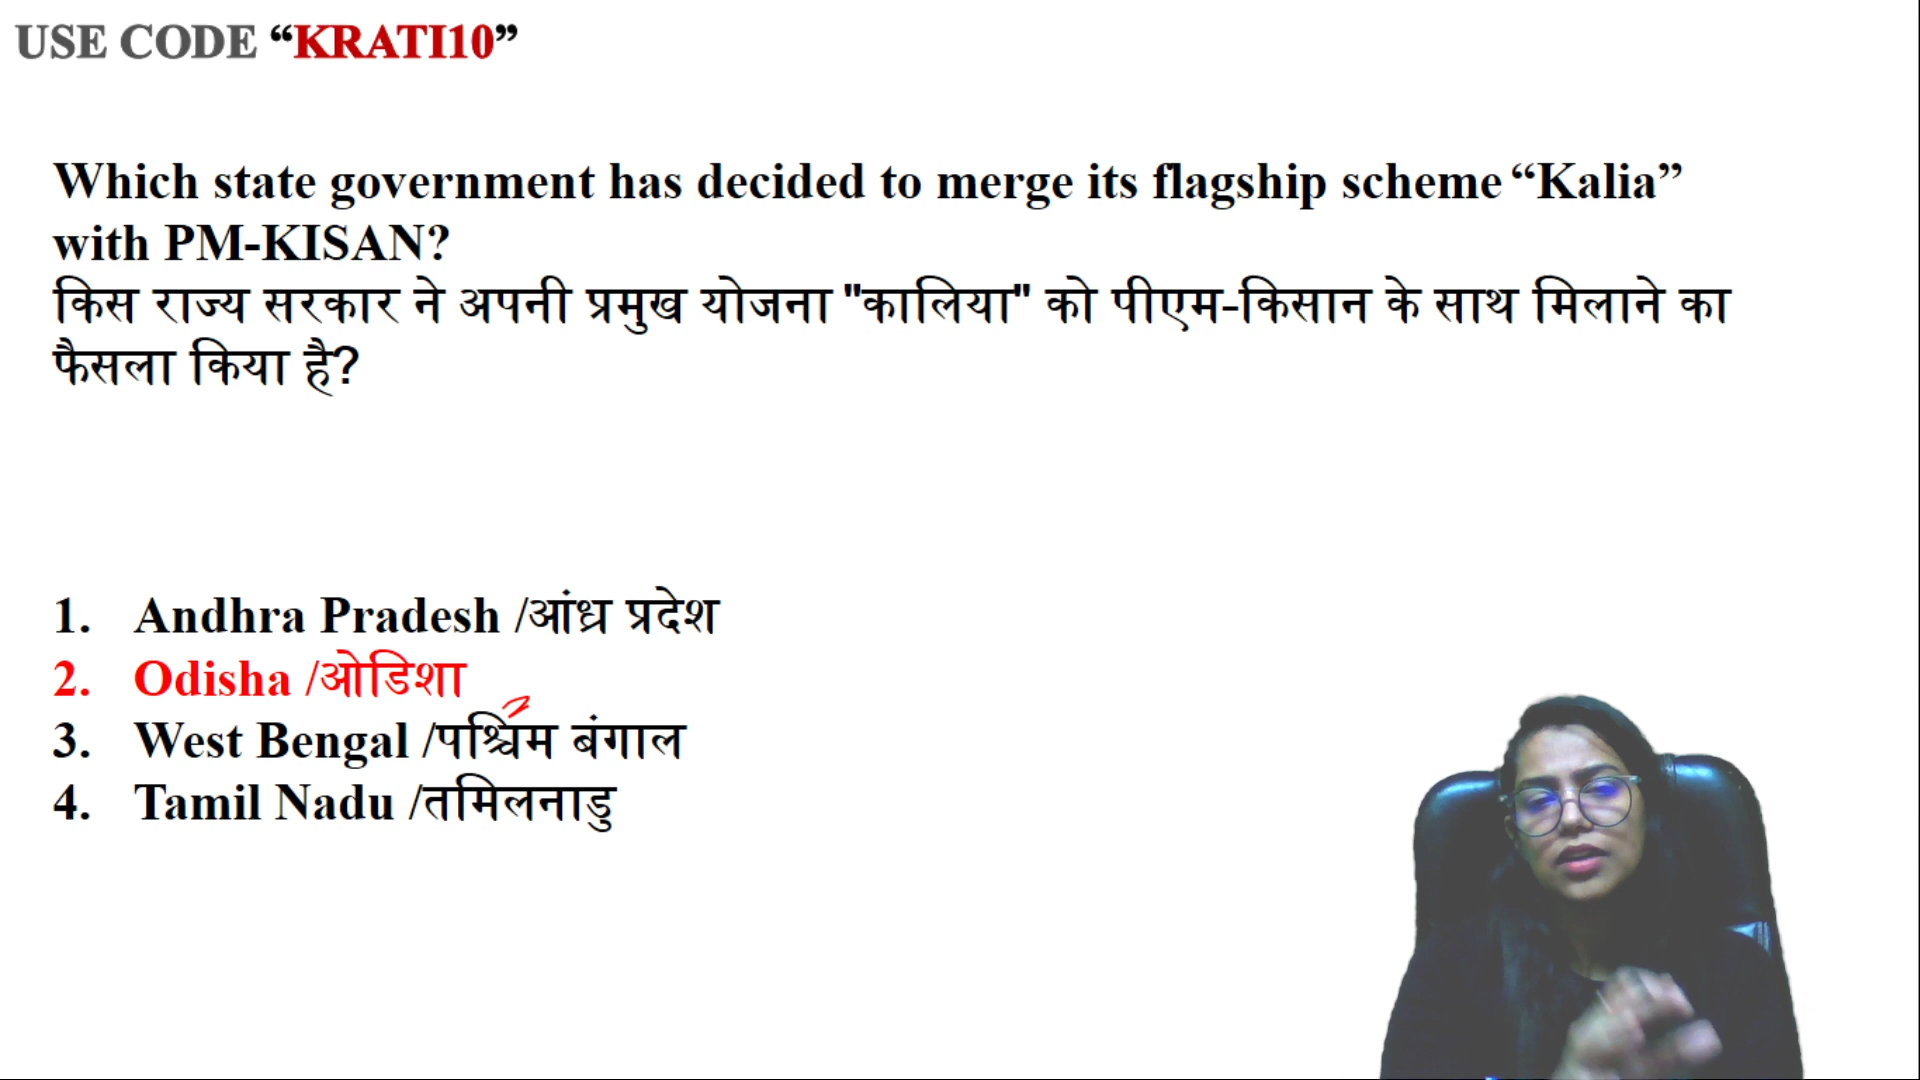 USE CODE “KRATI10”
Which state government has decided to merge its flagship scheme “Kalia”
with PM-KISAN?
किस राज्य सरकार ने अपनी प्रमुख योजना "कालिया" को पीएम-किसान के साथ मिलाने का
फैसला किया है?
1. Andhra Pradesh /आंध्र प्रदेश
2. Odisha /ओडिशा
3. West Bengal /पश्चिम बंगाल
4. Tamil Nadu /तमिलनाडु